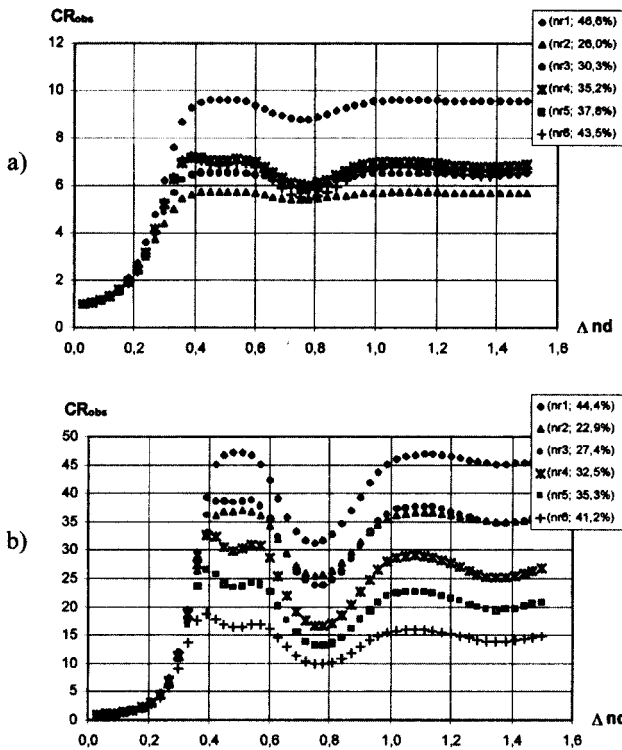 CRobs
(nr1; 46,6%)
(nr2; 26,0%)
(nr3; 30,3%)
(nr4; 35,2%)
(nr5; 37,8%)
(nr6; 43,5%)
a)
12
10
8
6
4
2
0
0,0 0,2 0,4 0,6 0,8 1,0 1,2 1,4 1,6
Δ nd
CRobs
(nr1; 44,4%)
(nr2; 22,9%)
(nr3; 27,4%)
(nr4; 32,5%)
(nr5; 35,3%)
(nr6; 41,2%)
b)
50
45
40
35
30
25
20
15
10
5
0
0,0 0,2 0,4 0,6 0,8 1,0 1,2 1,4 1,6
Δ nd